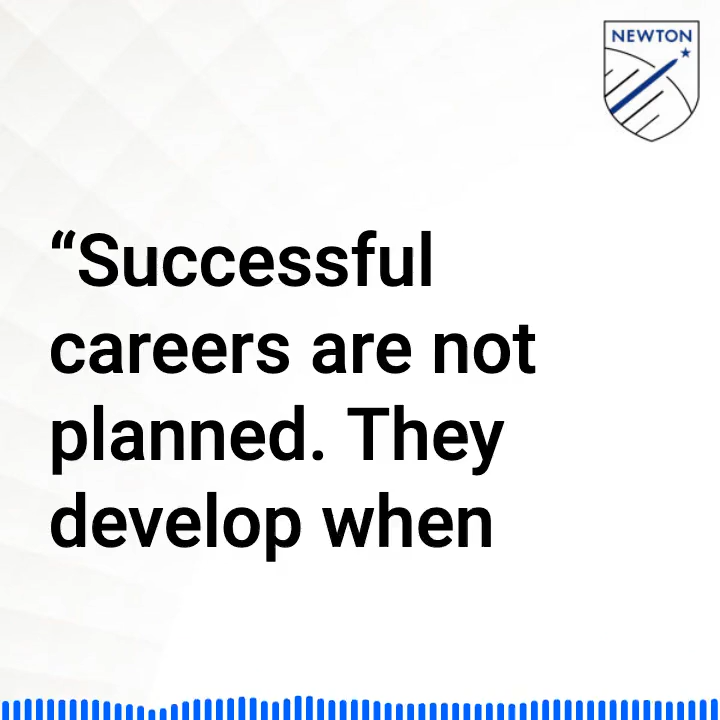 NEWTON
“Successful
careers are not
planned. They
develop when